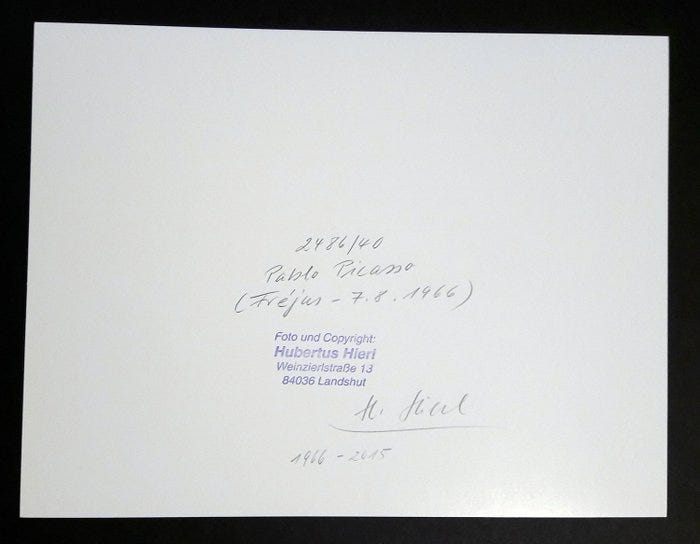 2486/40
Pablo Picasso
(Fréjus - 7.8.1966)
Foto und Copyright:
Hubertus Hierl
Weinzierlstraße 13
84036 Landshut
H. Hierl
1966 - 2015